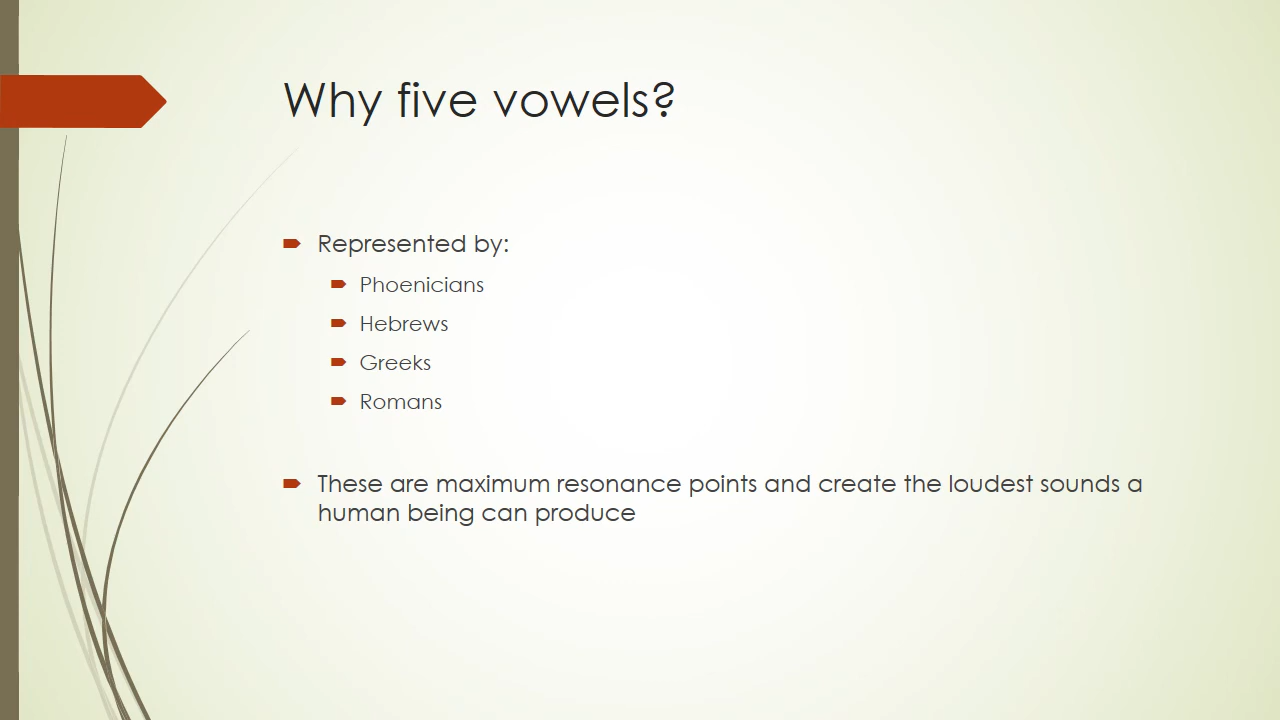 Why five vowels?
Represented by:
Phoenicians
Hebrews
Greeks
Romans
These are maximum resonance points and create the loudest sounds a
human being can produce